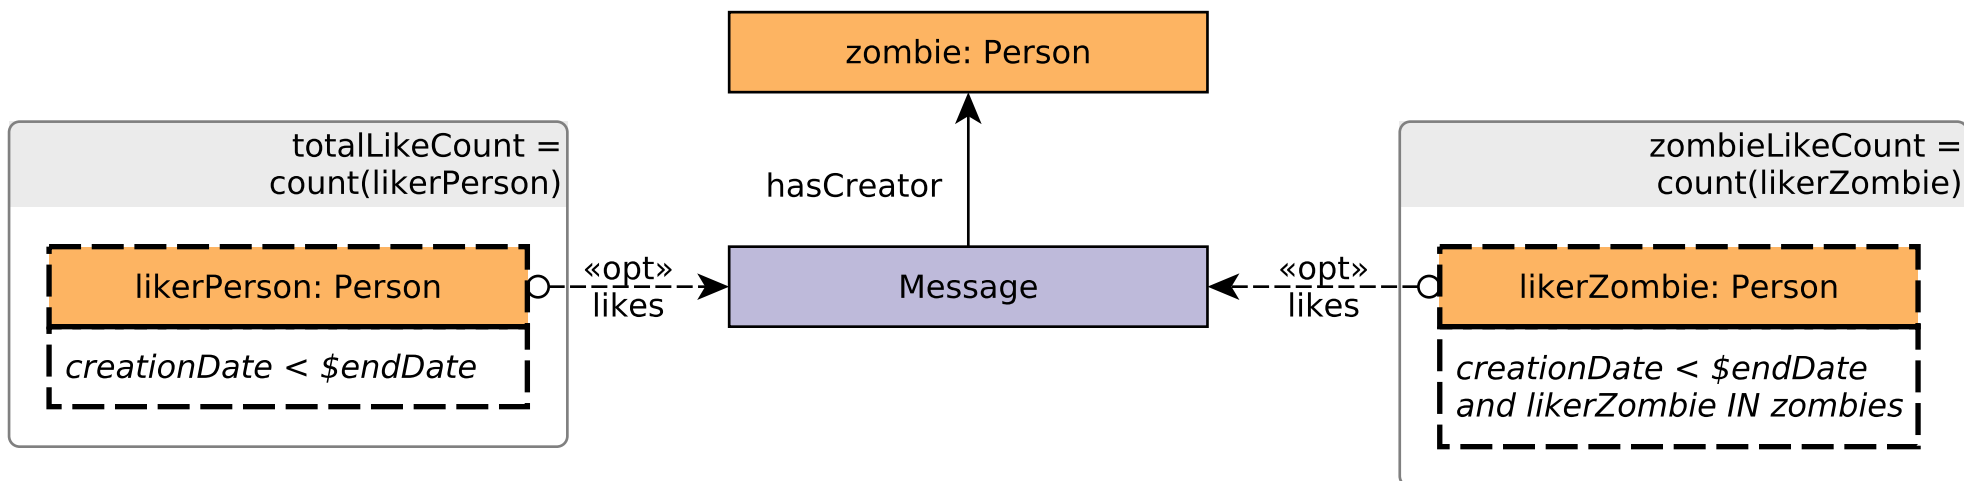 zombie: Person
totalLikeCount =
count(likerPerson)
zombieLikeCount =
count(likerZombie)
hasCreator
«opt»
likes
«opt»
likes
likerPerson: Person
Message
likerZombie: Person
creationDate < $endDate
creationDate < $endDate
and likerZombie IN zombies